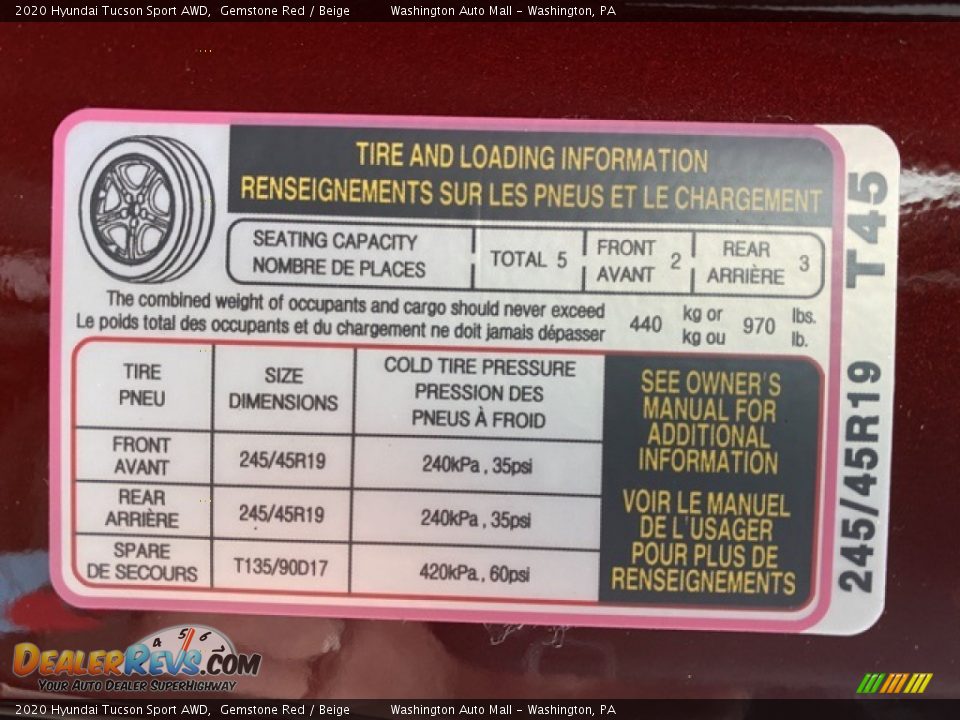 2020 Hyundai Tucson Sport AWD, Gemstone Red / Beige Washington Auto Mall - Washington, PA
TIRE AND LOADING INFORMATION
RENSEIGNEMENTS SUR LES PNEUS ET LE CHARGEMENT
SEATING CAPACITY
NOMBRE DE PLACES
TOTAL 5
FRONT
AVANT
2
REAR
ARRIÈRE
3
The combined weight of occupants and cargo should never exceed
Le poids total des occupants et du chargement ne doit jamais dépasser
440
kg or
kg ou
970
lbs.
lb.
TIRE
PNEU
SIZE
DIMENSIONS
COLD TIRE PRESSURE
PRESSION DES
PNEUS À FROID
FRONT
AVANT
245/45R19
240kPa , 35psi
REAR
ARRIÈRE
245/45R19
240kPa , 35psi
SPARE
DE SECOURS
T135/90D17
420kPa , 60psi
SEE OWNER'S
MANUAL FOR
ADDITIONAL
INFORMATION
VOIR LE MANUEL
DE L'USAGER
POUR PLUS DE
RENSEIGNEMENTS
245/45R19 T45
4 5 6
DEALERREVS.COM
YOUR AUTO DEALER SUPERHIGHWAY
2020 Hyundai Tucson Sport AWD, Gemstone Red / Beige Washington Auto Mall - Washington, PA